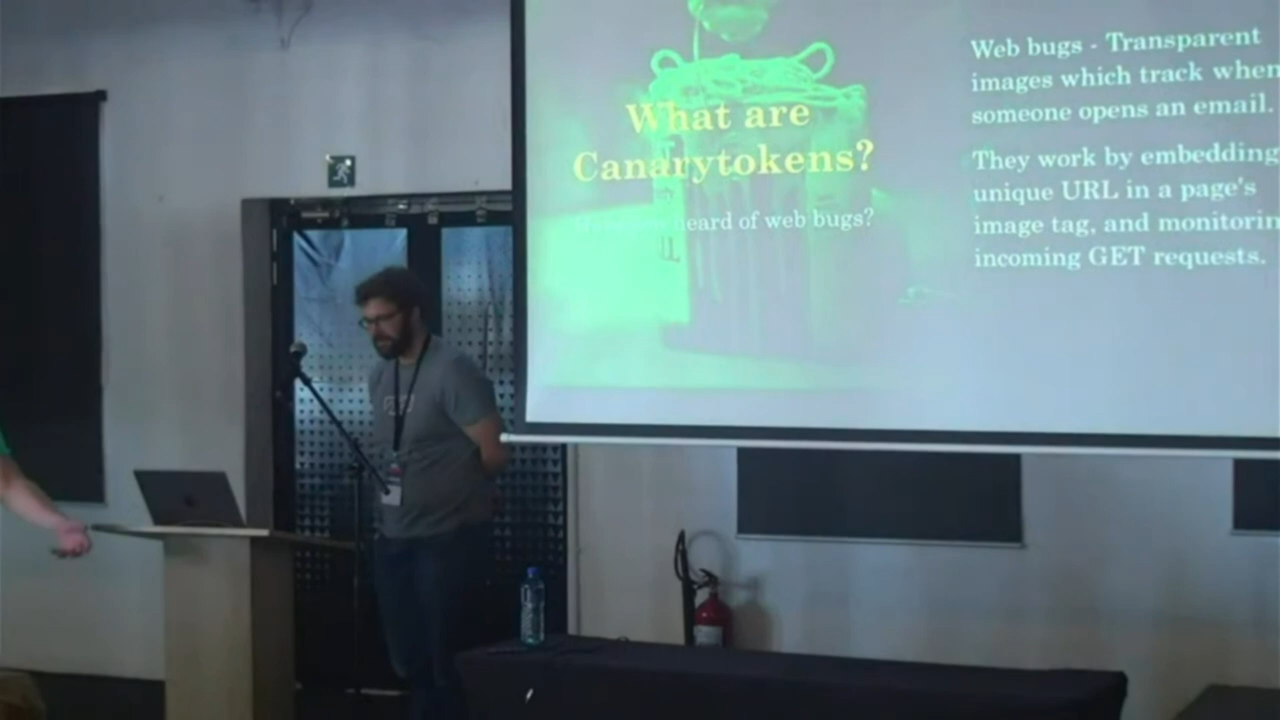 What are
Canarytokens?
heard of web bugs?
Web bugs - Transparent
images which track when
someone opens an email.
They work by embedding
unique URL in a page's
image tag, and monitorin
incoming GET requests.